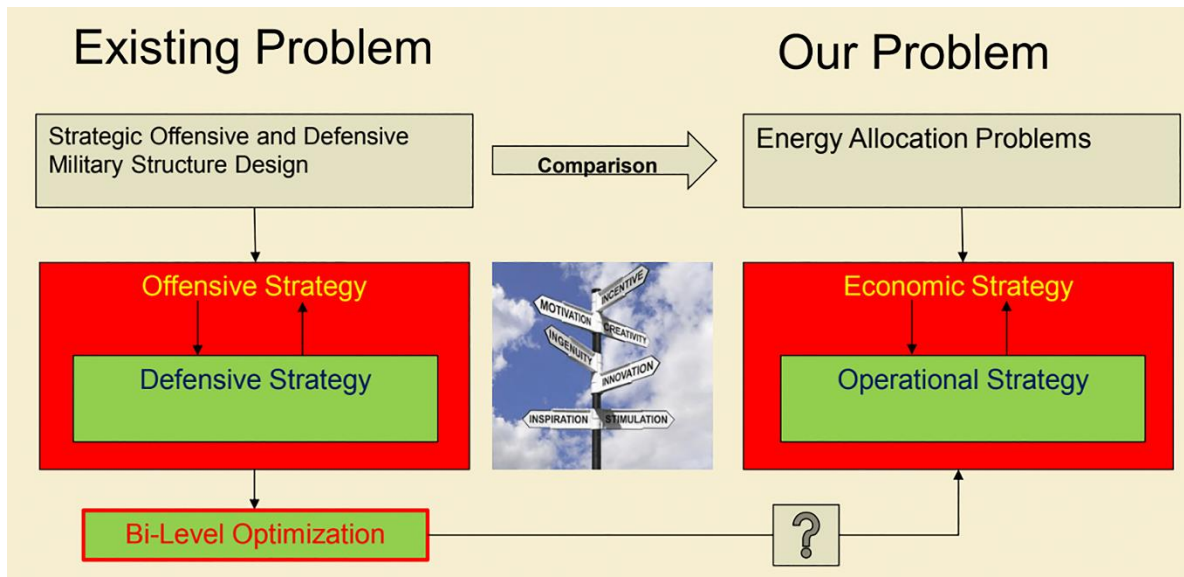 Existing Problem
Our Problem
Strategic Offensive and Defensive
Military Structure Design
Comparison
Energy Allocation Problems
Offensive Strategy
Defensive Strategy
INCENTIVE
MOTIVATION
CREATIVITY
INGENUITY
INNOVATION
INSPIRATION
STIMULATION
Economic Strategy
Operational Strategy
Bi-Level Optimization
?